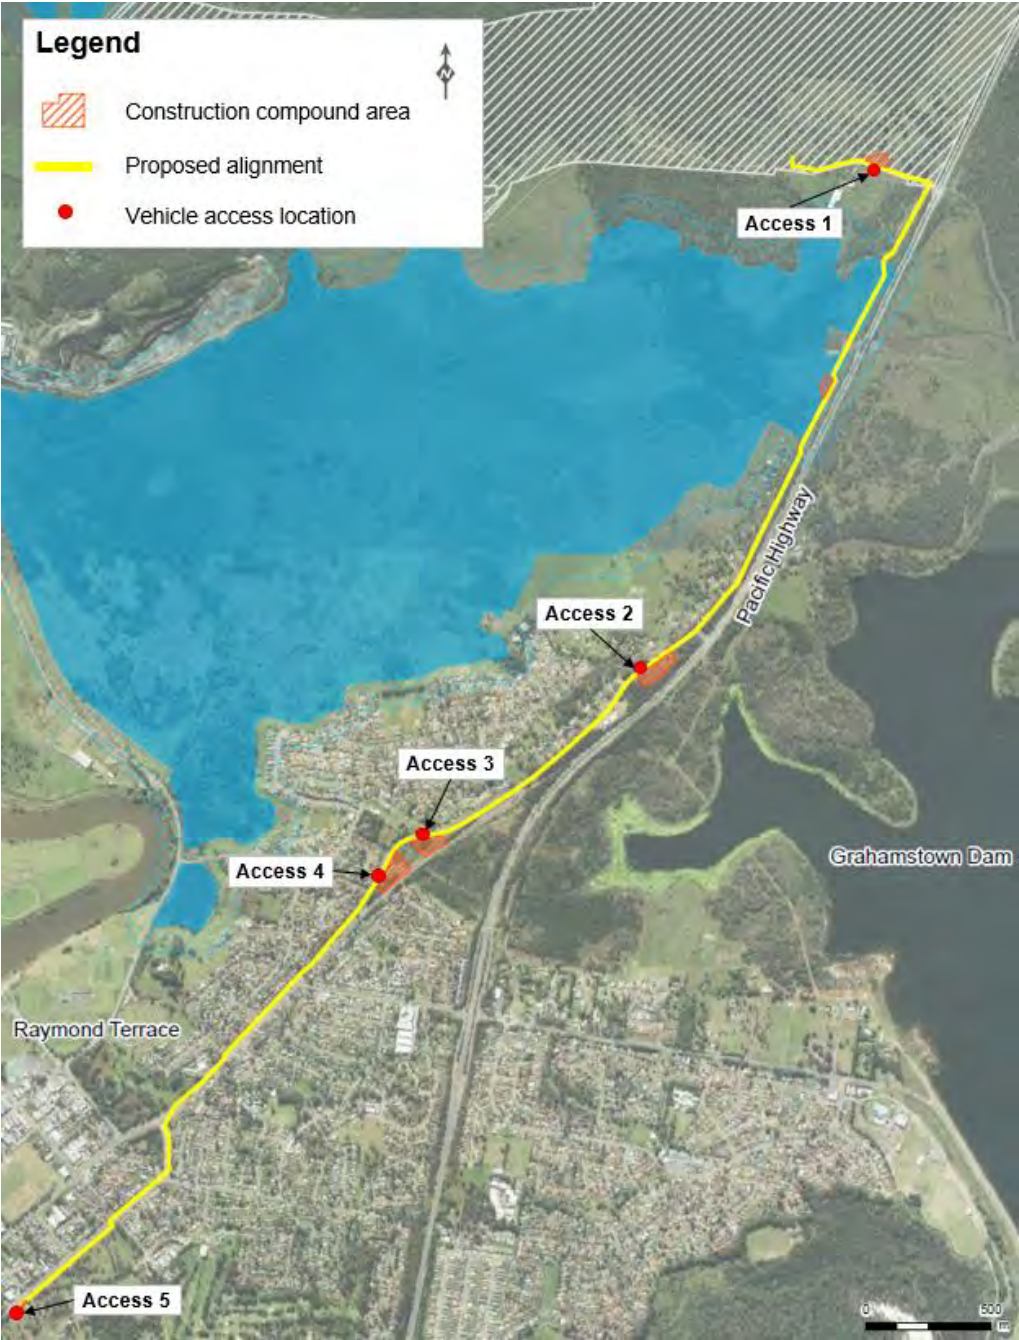 Legend
N
Construction compound area
Proposed alignment
Vehicle access location
Access 1
Pacific Highway
Access 2
Access 3
Grahamstown Dam
Access 4
Raymond Terrace
Access 5
0 500
m